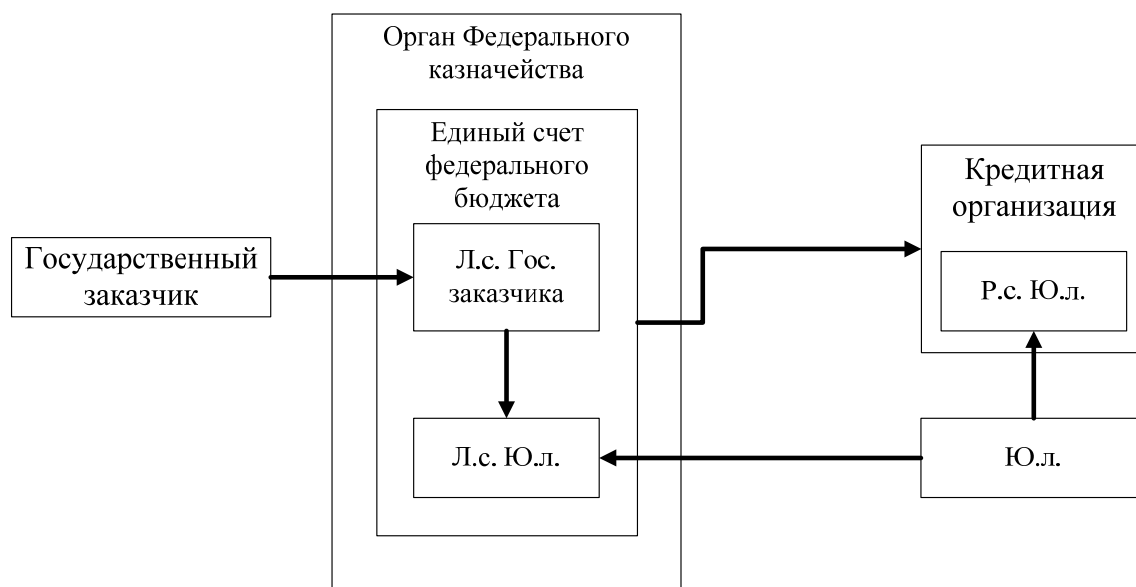 Орган Федерального
казначейства
Единый счет
федерального
бюджета
Государственный
заказчик
Л.с. Гос.
заказчика
Л.с. Ю.л.
Кредитная
организация
Р.с. Ю.л.
Ю.л.